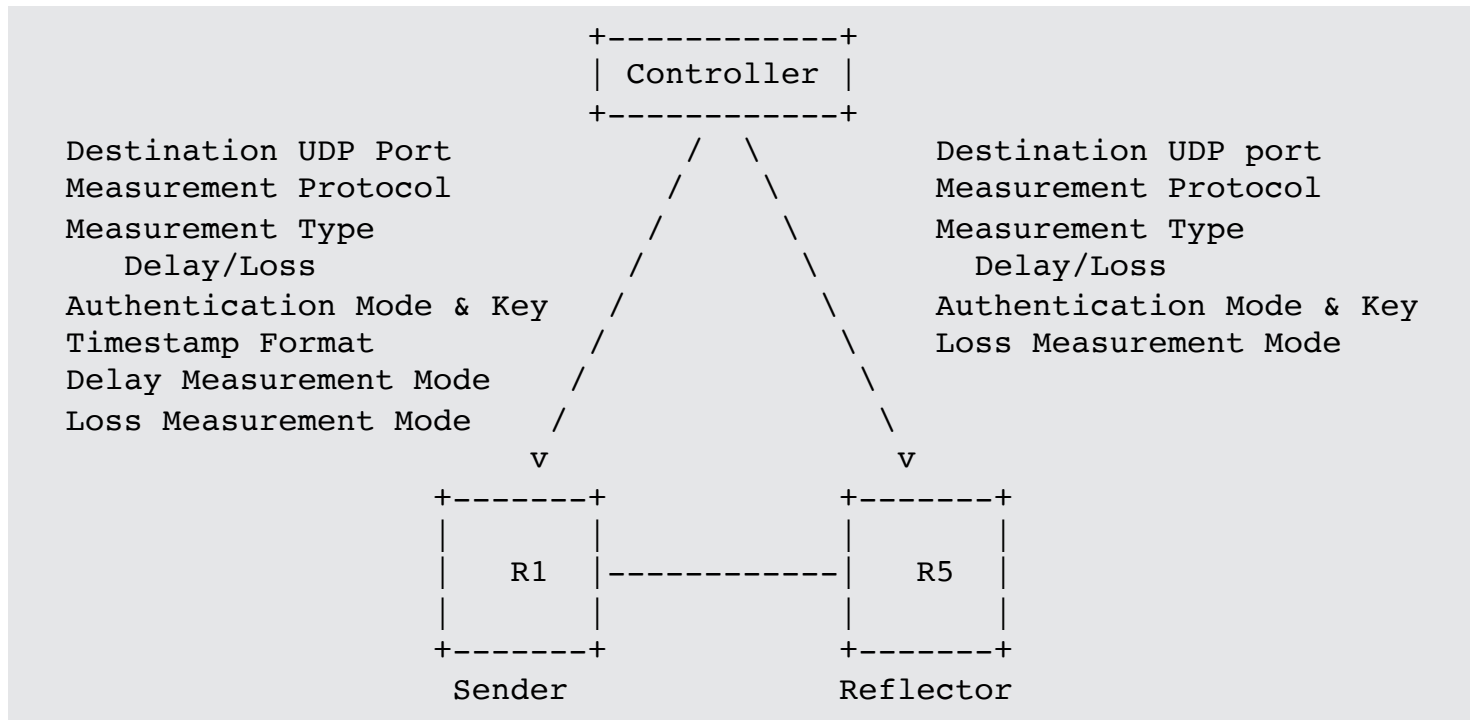 +------------+
| Controller |
+------------+
Destination UDP Port / \ Destination UDP port
Measurement Protocol / \ Measurement Protocol
Measurement Type / \ Measurement Type
Delay/Loss / \ Delay/Loss
Authentication Mode & Key / \ Authentication Mode & Key
Timestamp Format / \ Loss Measurement Mode
Delay Measurement Mode / \
Loss Measurement Mode / \
v v
+-------+ +-------+
| | | |
| R1 |------------| R5 |
| | | |
+-------+ +-------+
Sender Reflector